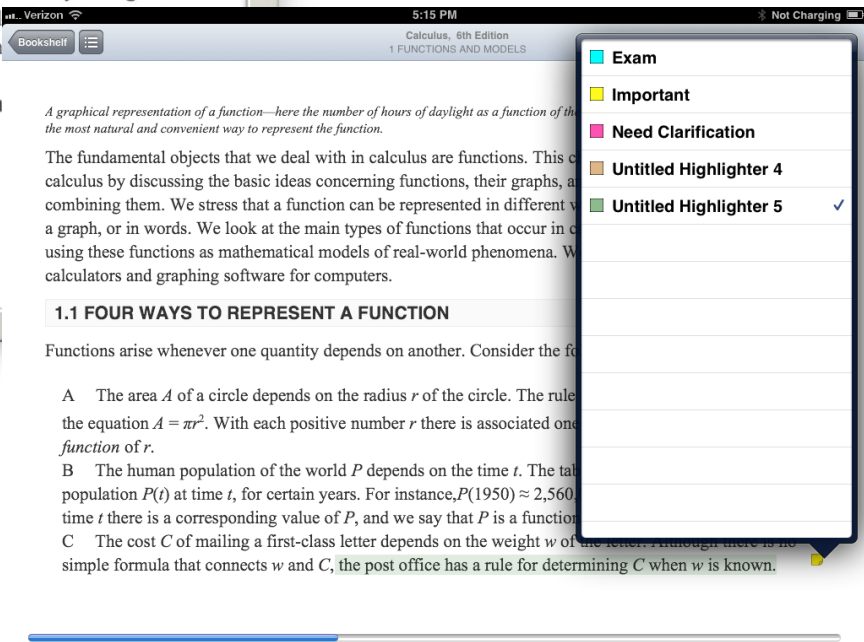 Verizon
5:15 PM
Not Charging
Bookshelf
Calculus, 6th Edition
1 FUNCTIONS AND MODELS
Exam
Important
Need Clarification
Untitled Highlighter 4
Untitled Highlighter 5
A graphical representation of a function—here the number of hours of daylight as a function of
the most natural and convenient way to represent the function.
The fundamental objects that we deal with in calculus are functions. This
calculus by discussing the basic ideas concerning functions, their graphs,
combining them. We stress that a function can be represented in different
a graph, or in words. We look at the main types of functions that occur in
using these functions as mathematical models of real-world phenomena.
calculators and graphing software for computers.
1.1 FOUR WAYS TO REPRESENT A FUNCTION
Functions arise whenever one quantity depends on another. Consider the
A The area A of a circle depends on the radius r of the circle. The rule
the equation A = πr². With each positive number r there is associated one
function of r.
B The human population of the world P depends on the time t. The
population P(t) at time t, for certain years. For instance,P(1950) ≈ 2,560,
time t there is a corresponding value of P, and we say that P is a function
C The cost C of mailing a first-class letter depends on the weight w of the letter. Although there is no
simple formula that connects w and C, the post office has a rule for determining C when w is known.